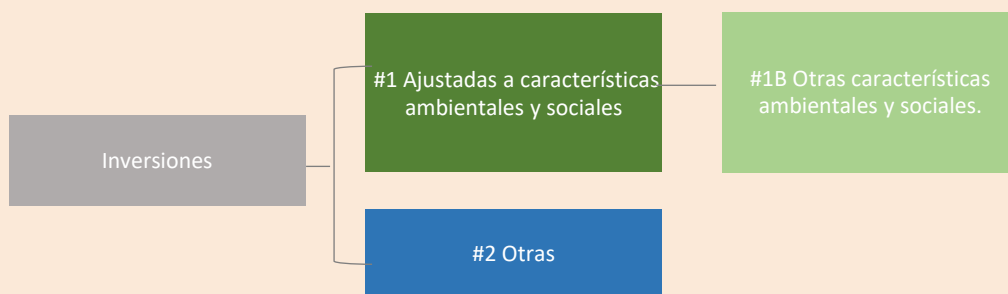 #1 Ajustadas a características
ambientales y sociales
#1B Otras características
ambientales y sociales.
Inversiones
#2 Otras